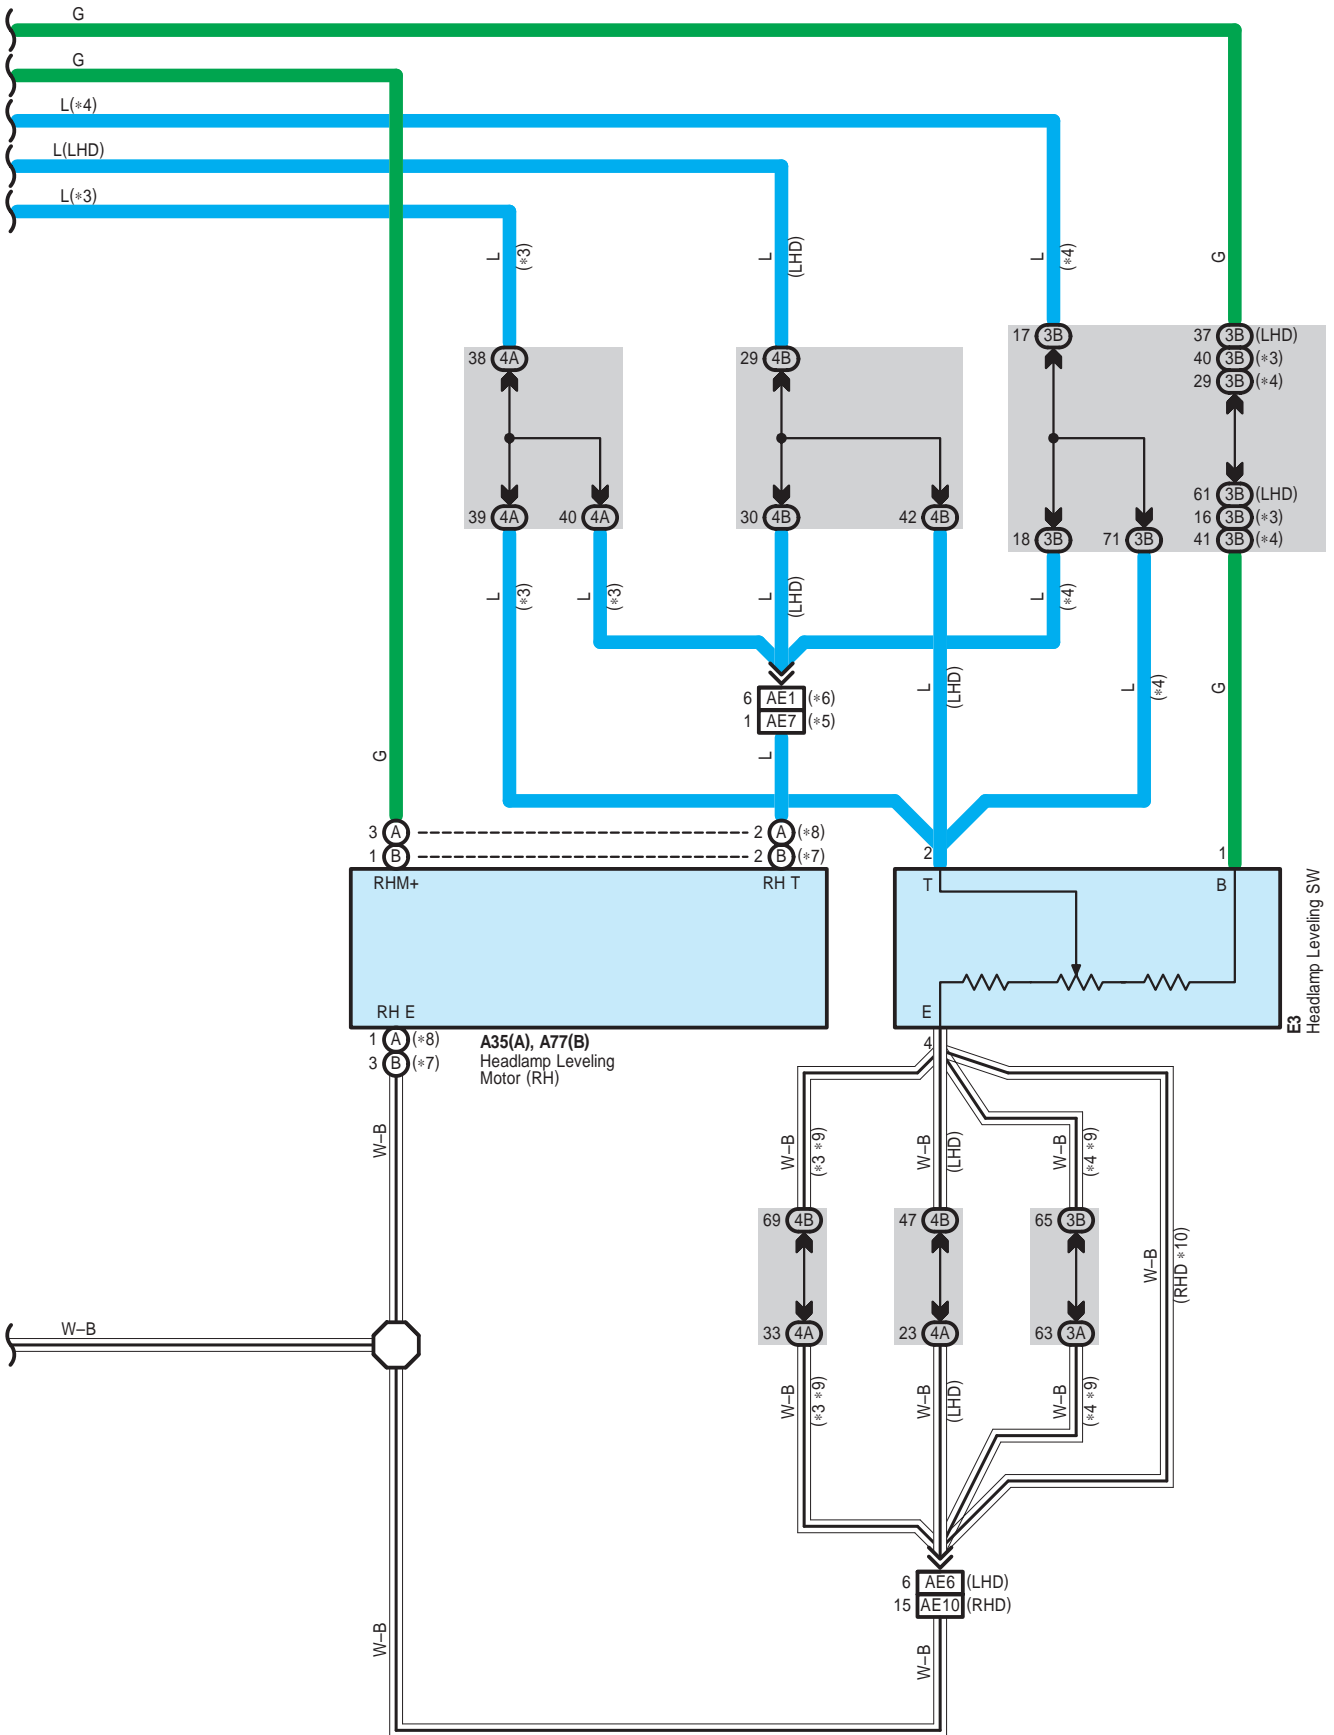 G
G
L(*4)
L(LHD)
L(*3)
L
(*3)
L
(LHD)
L
(*4)
G
17 3B
37 3B (LHD)
40 3B (*3)
29 3B (*4)
38 4A
29 4B
61 3B (LHD)
16 3B (*3)
41 3B (*4)
39 4A
40 4A
30 4B
42 4B
18 3B
71 3B
L
(*3)
L
(*3)
L
(LHD)
L
(*4)
L
(LHD)
L
(*4)
G
6 AE1 (*6)
1 AE7 (*5)
G
L
3 A
2 A (*8)
1 B
2 B (*7)
2
1
RHM+
RH T
T
B
RH E
E
E3
Headlamp Leveling SW
1 A (*8)
3 B (*7)
A35(A), A77(B)
Headlamp Leveling
Motor (RH)
4
W–B
W–B
(*3 *9)
W–B
(LHD)
W–B
(*4 *9)
W–B
(RHD *10)
69 4B
47 4B
65 3B
33 4A
23 4A
63 3A
W–B
W–B
(*3 *9)
W–B
(LHD)
W–B
(*4 *9)
6 AE6 (LHD)
15 AE10 (RHD)
W–B
W–B